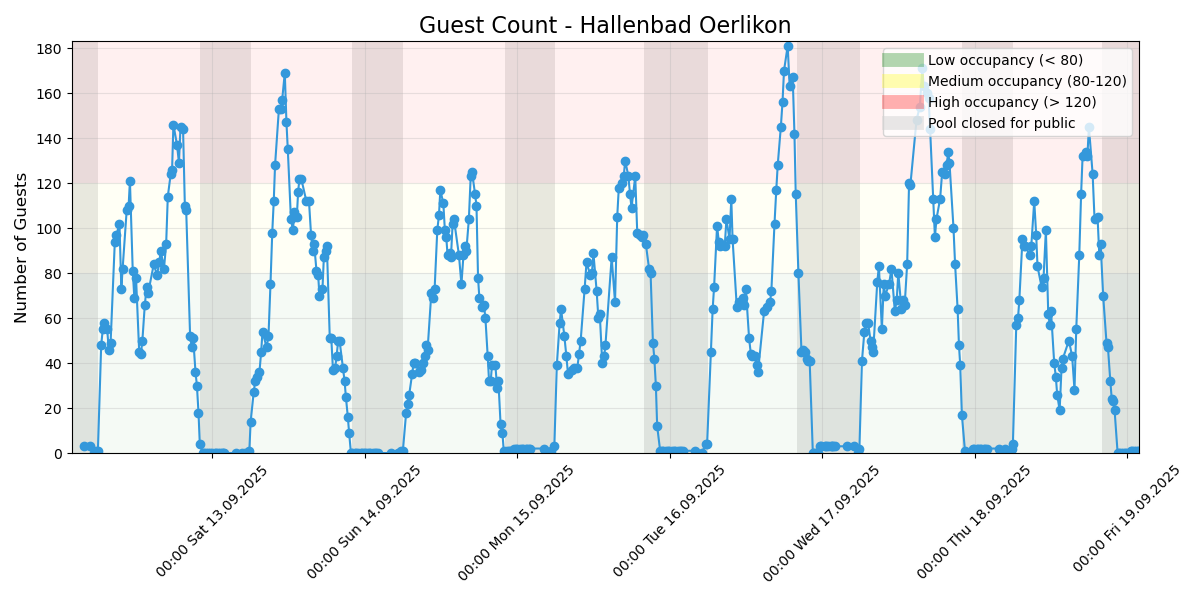 Guest Count - Hallenbad Oerlikon
Number of Guests
180
160
140
120
100
80
60
40
20
0
Low occupancy (< 80)
Medium occupancy (80-120)
High occupancy (> 120)
Pool closed for public
00:00 Sat 13.09.2025
00:00 Sun 14.09.2025
00:00 Mon 15.09.2025
00:00 Tue 16.09.2025
00:00 Wed 17.09.2025
00:00 Thu 18.09.2025
00:00 Fri 19.09.2025